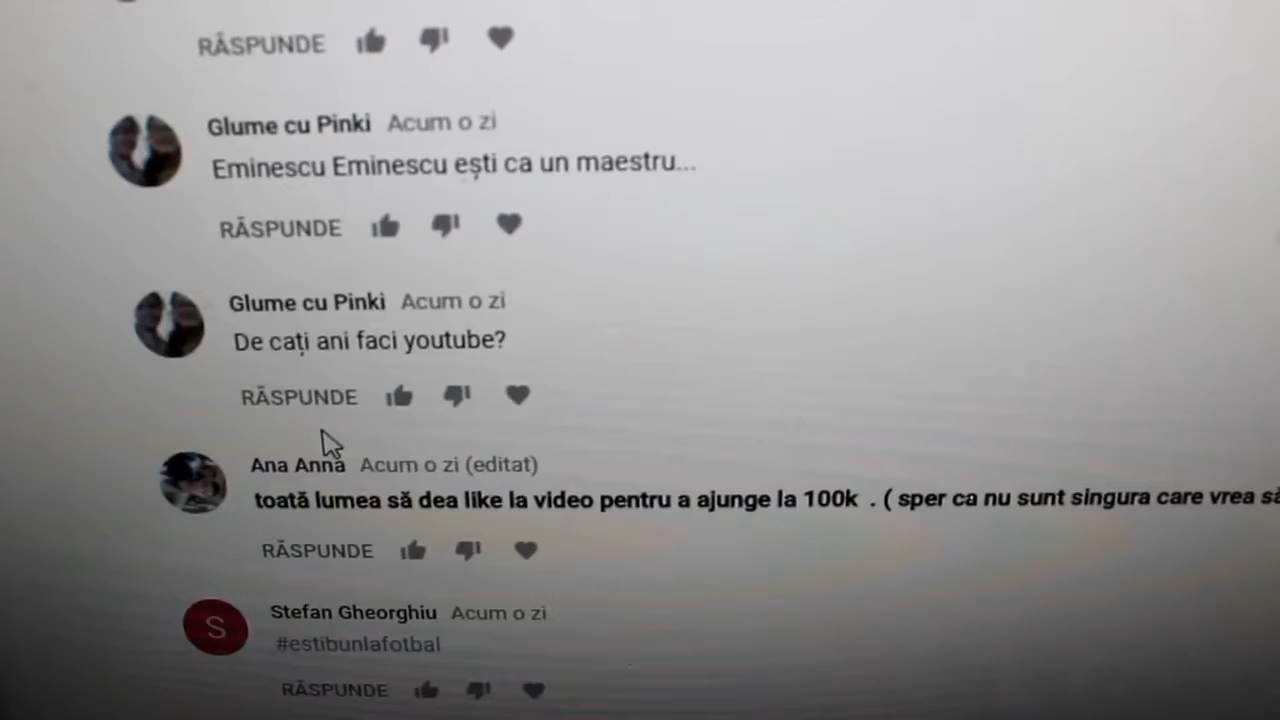 RĂSPUNDE
Glume cu Pinki Acum o zi
Eminescu Eminescu ești ca un maestru...
RĂSPUNDE
Glume cu Pinki Acum o zi
De cați ani faci youtube?
RĂSPUNDE
Ana Anna Acum o zi (editat)
toată lumea să dea like la video pentru a ajunge la 100k . ( sper ca nu sunt singura care vrea
RĂSPUNDE
S
Stefan Gheorghiu Acum o zi
#estibunlafotbal
RĂSPUNDE